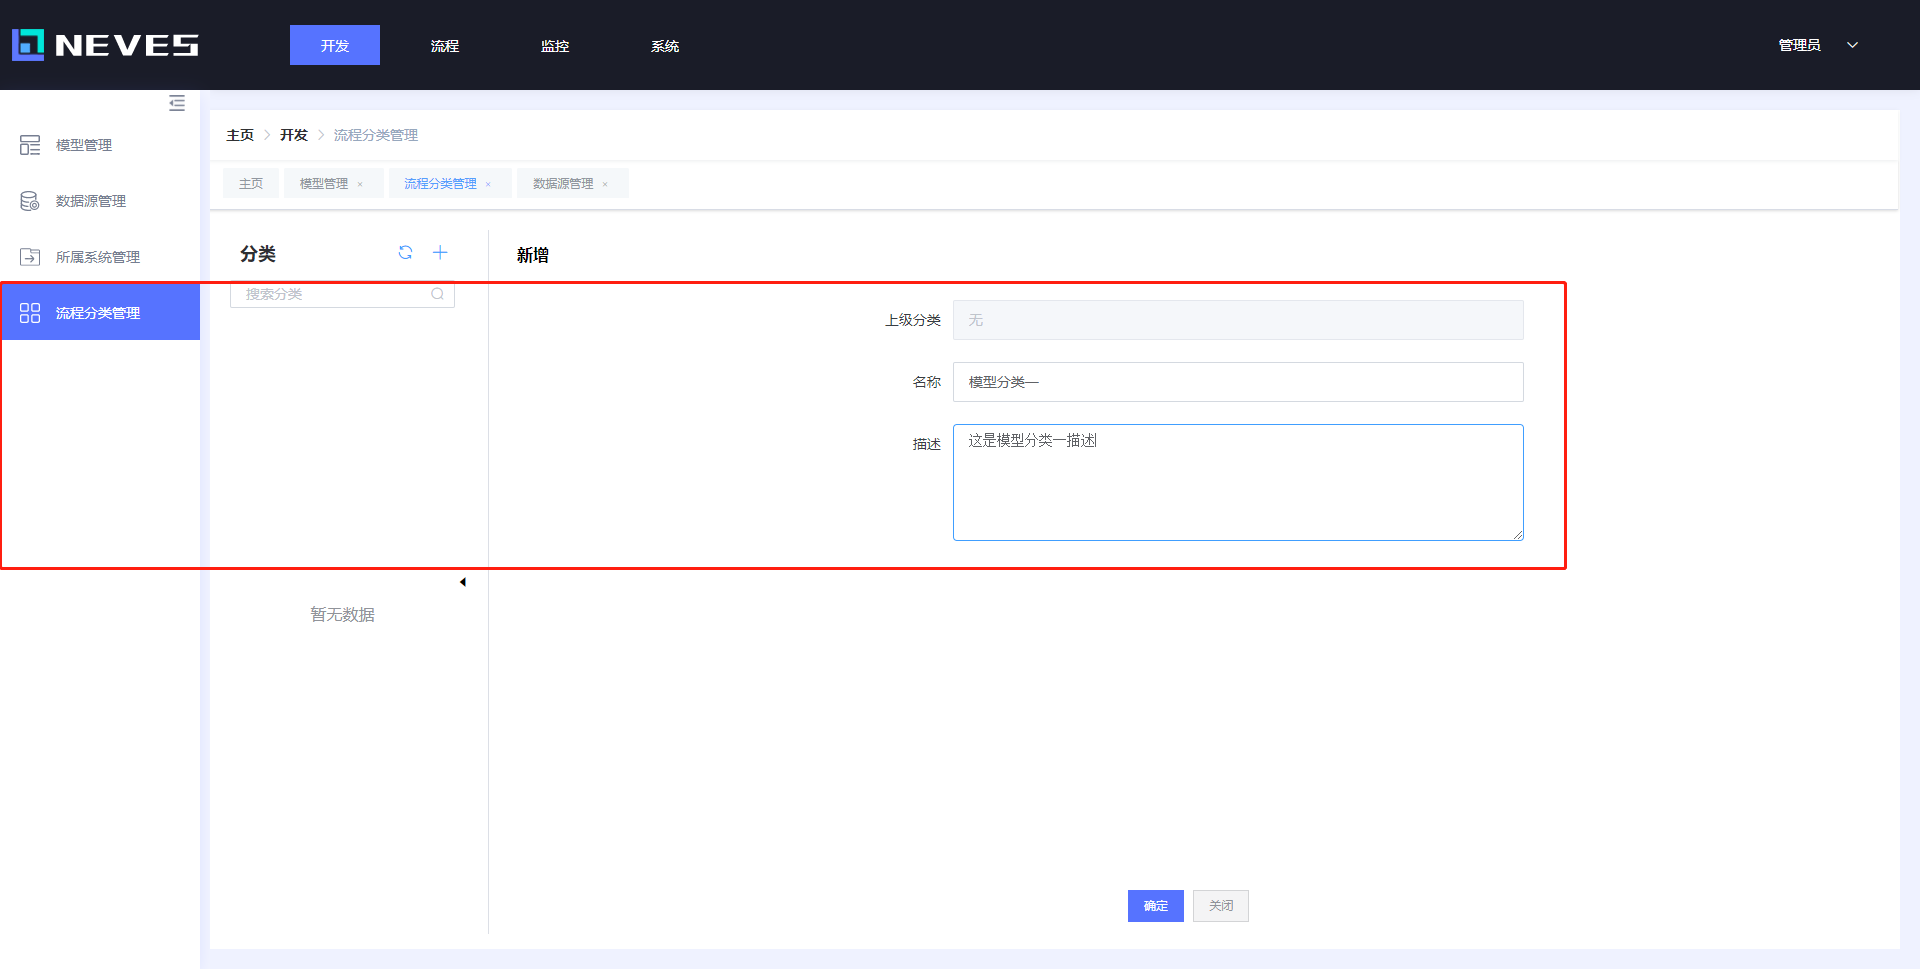 NEVES 开发 流程 监控 系统 管理员
模型管理
数据源管理
所属系统管理
流程分类管理
主页 > 开发 > 流程分类管理
主页 模型管理 × 流程分类管理 × 数据源管理 ×
分类
搜索分类
暂无数据
新增
上级分类 无
名称 模型分类一
描述 这是模型分类一描述
确定 关闭